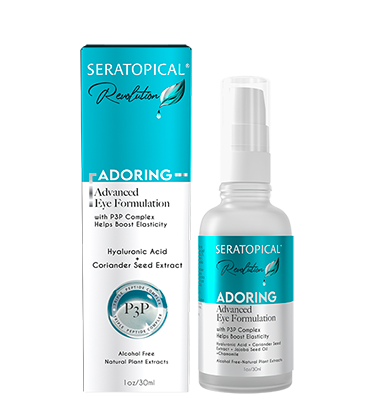 SERATOPICAL®
Revolution
ADORING
Advanced
Eye Formulation
with P3P Complex
Helps Boost Elasticity
Hyaluronic Acid
+
Coriander Seed Extract
P3P
Alcohol Free
Natural Plant Extracts
1oz/30ml
SERATOPICAL™
Revolution
ADORING
Advanced
Eye Formulation
with P3P Complex
Helps Boost Elasticity
Hyaluronic Acid + Coriander Seed
Extract + Jojoba Seed Oil
+Chamomile
Alcohol Free-Natural Plant Extracts
1oz/30ml